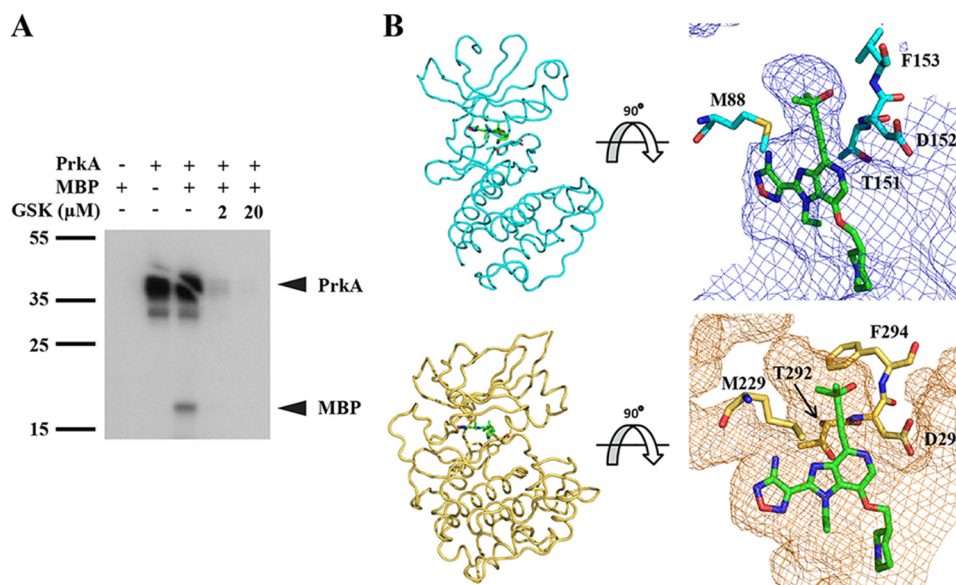 A
B
PrkA - + + + +
MBP + - + + +
GSK (µM) - - - 2 20
55
35
25
15
PrkA
MBP
90°
M88
F153
D152
T151
90°
M229
T292
F294
D29